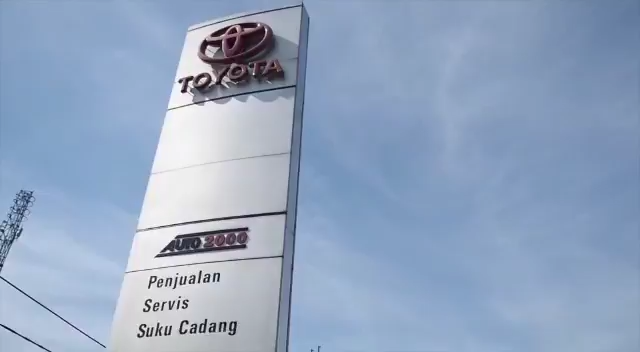 TOYOTA
AUTO 2000
Penjualan
Servis
Suku Cadang